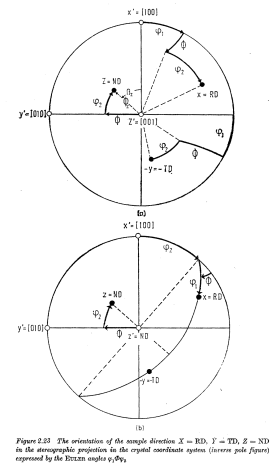 x' = [100]
φ₁
Φ
φ₂
Z = ND
x = RD
φ₂
y' = [010]
Φ
Z' = [001]
φ₂
Φ
-y = -TD
(a)
x' = [100]
φ₂
Φ
φ₁
x = RD
z = ND
φ₂
y' = [010]
Φ
z' = ND
-y = -TD
(b)
Figure 2.23 The orientation of the sample direction X = RD, Y = TD, Z = ND
in the stereographic projection in the crystal coordinate system (inverse pole figure)
expressed by the EULER angles φ₁Φφ₂